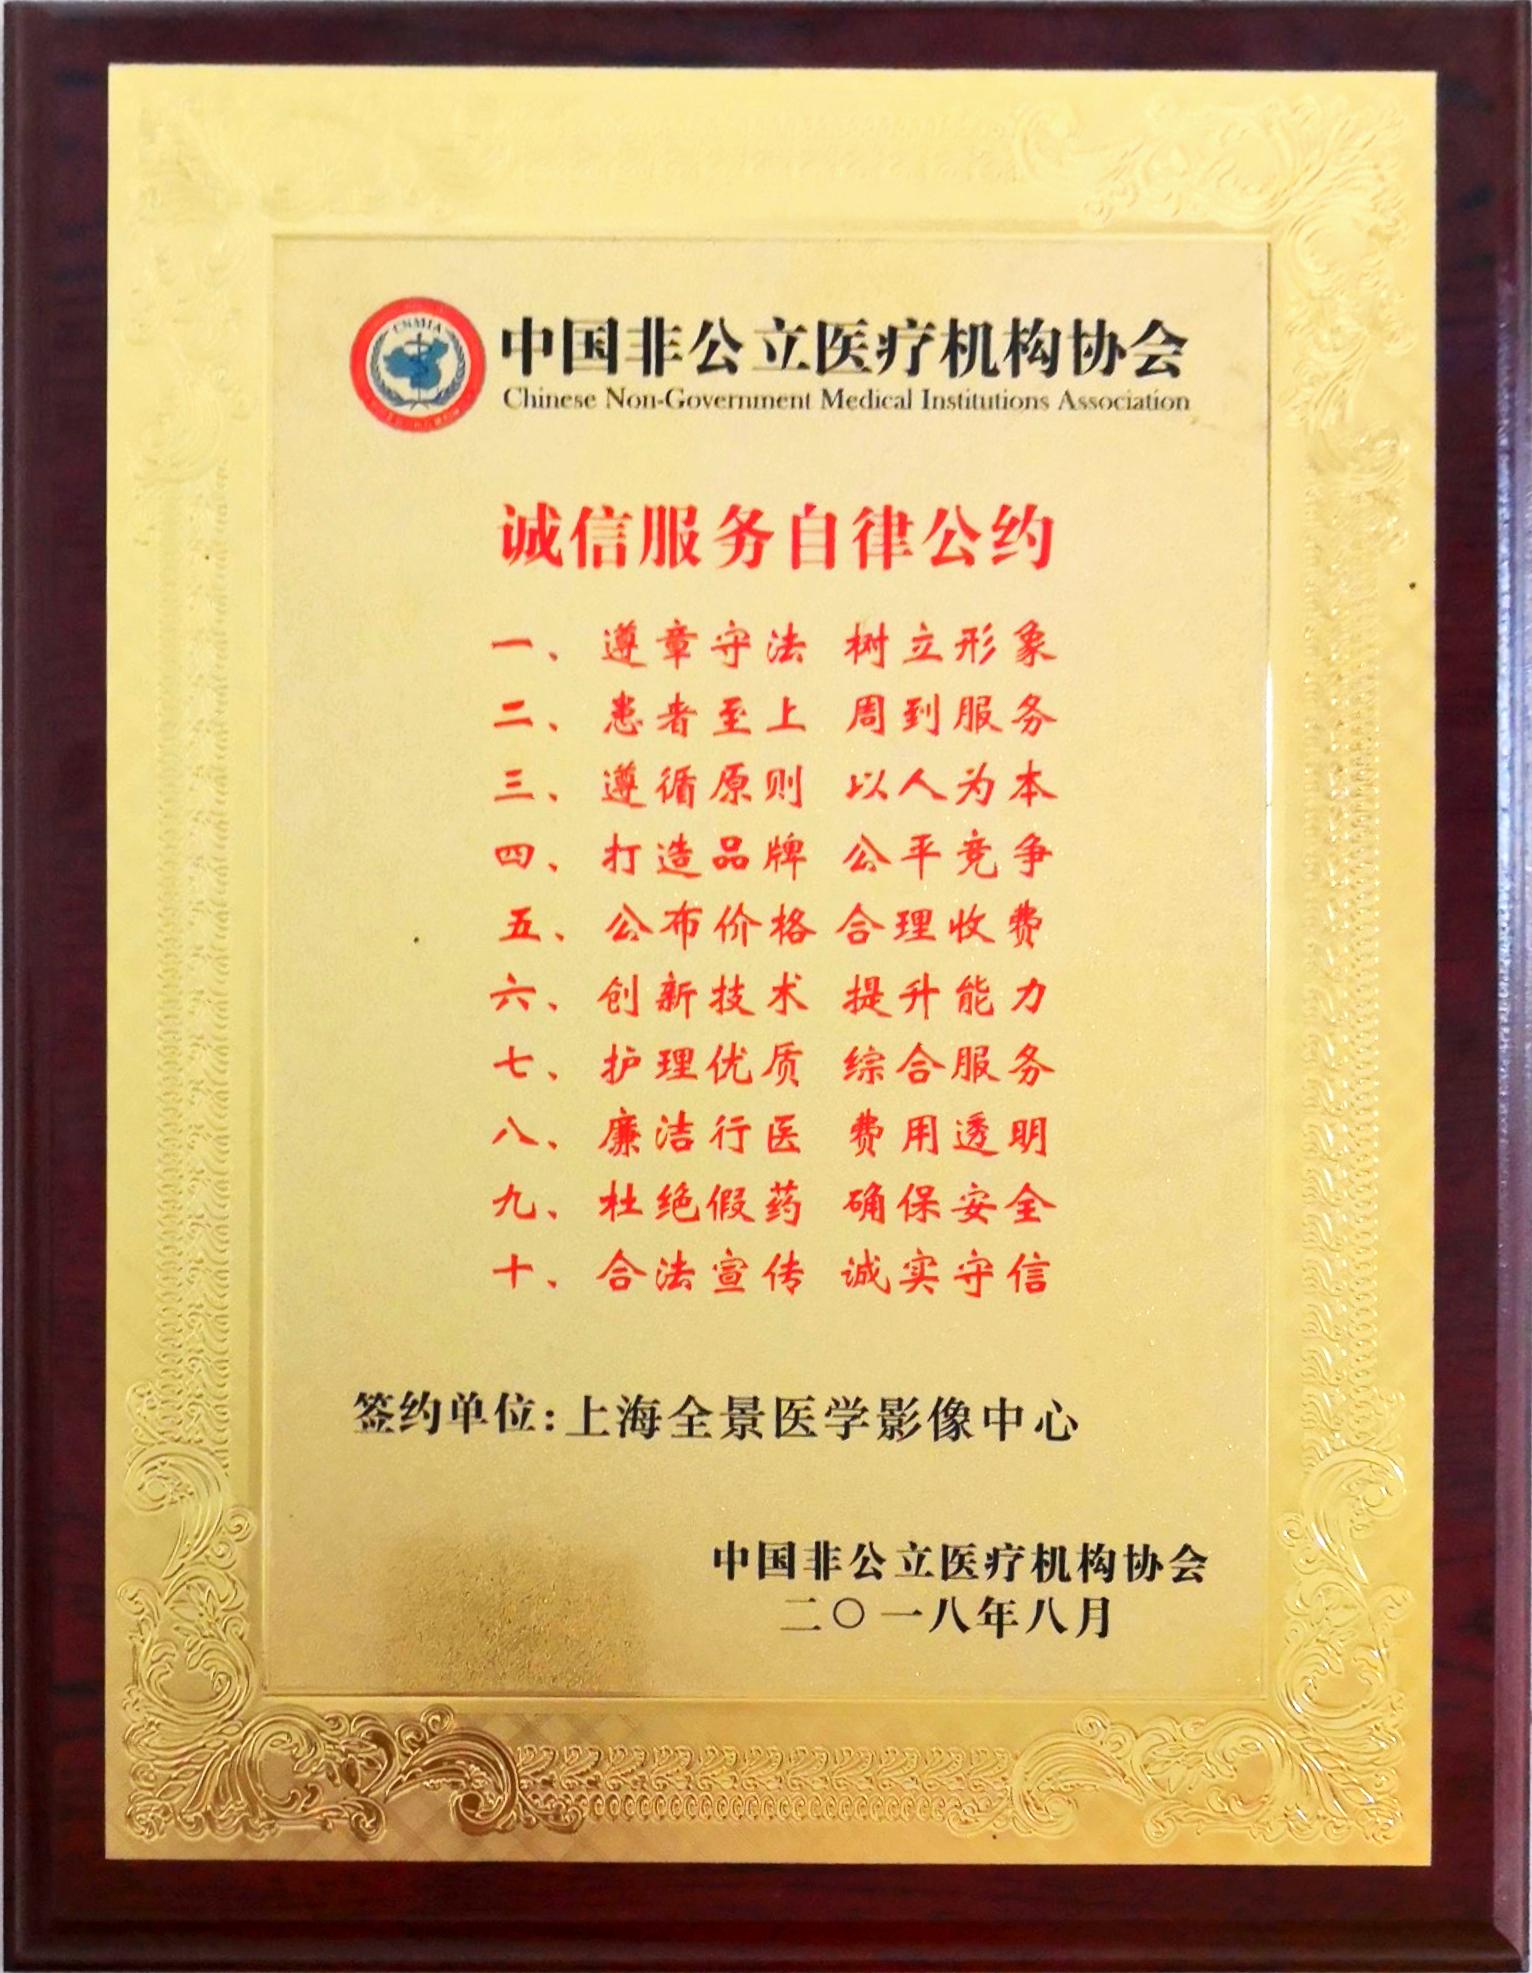 CNMIA
中国非公立医疗机构协会
Chinese Non-Government Medical Institutions Association
诚信服务自律公约
一、遵章守法 树立形象
二、患者至上 周到服务
三、遵循原则 以人为本
四、打造品牌 公平竞争
五、公布价格 合理收费
六、创新技术 提升能力
七、护理优质 综合服务
八、廉洁行医 费用透明
九、杜绝假药 确保安全
十、合法宣传 诚实守信
签约单位:上海全景医学影像中心
中国非公立医疗机构协会
二〇一八年八月